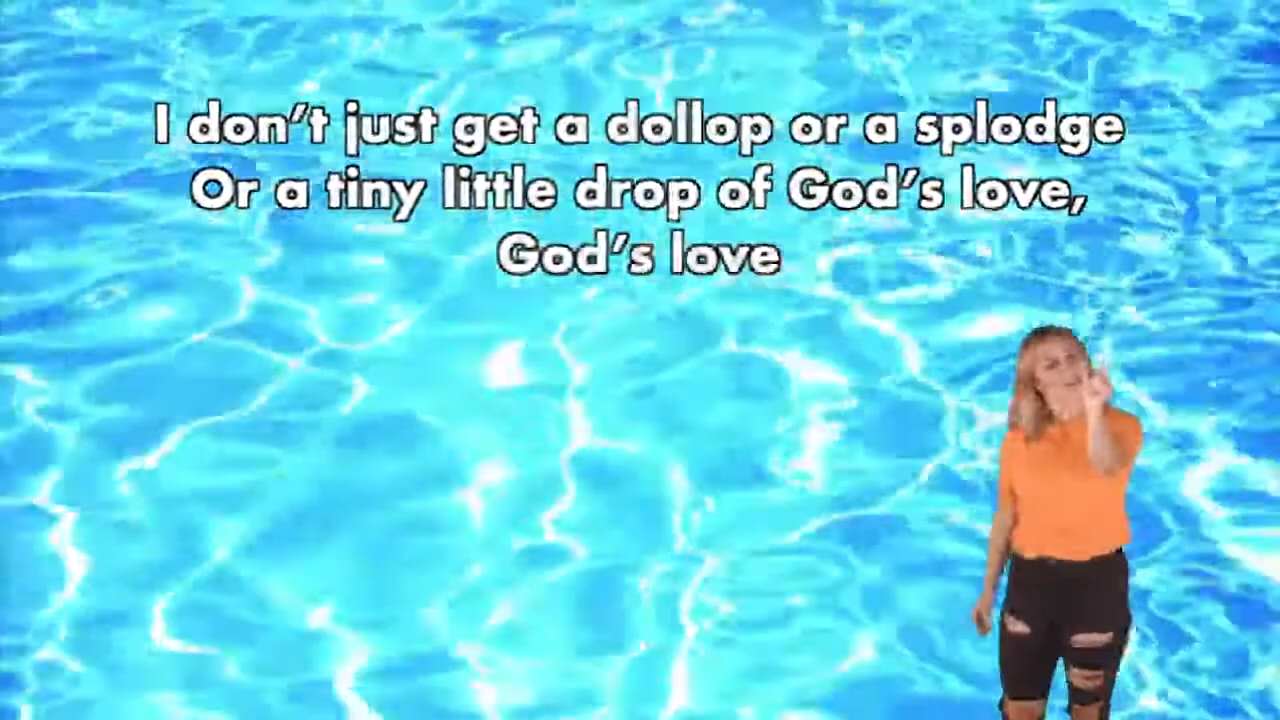 I don't just get a dollop or a splodge
Or a tiny little drop of God's love,
God's love